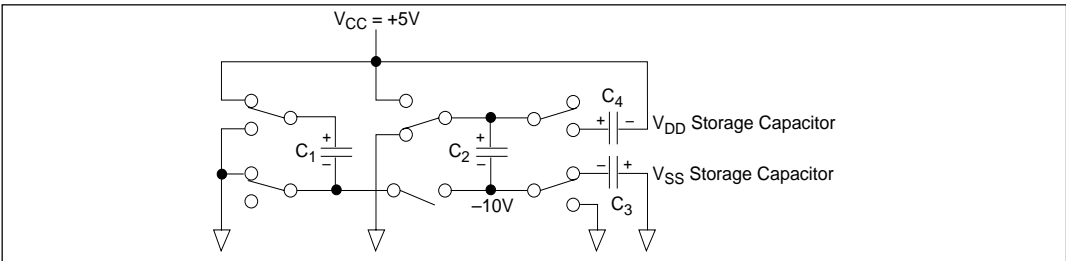 VCC = +5V
C4
+ –
VDD Storage Capacitor
+
C1
–
+
C2
–
– +
VSS Storage Capacitor
C3
–10V